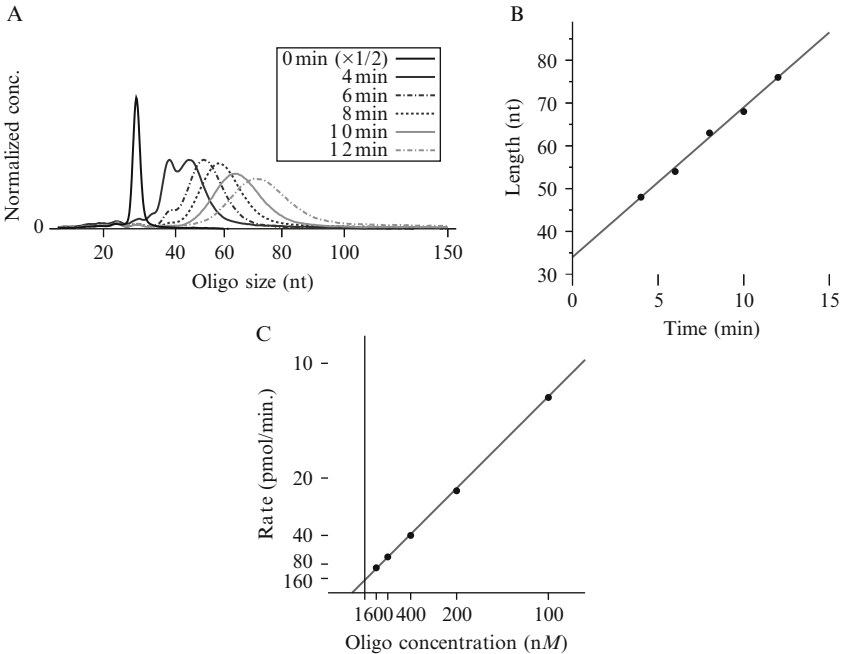 A
Normalized conc.
0
0 min (×1/2)
4 min
6 min
8 min
10 min
12 min
20 40 60 80 100 150
Oligo size (nt)
B
Length (nt)
80
70
60
50
40
30
0 5 10 15
Time (min)
C
Rate (pmol/min.)
10
20
40
80
160
1600 400 200 100
Oligo concentration (nM)